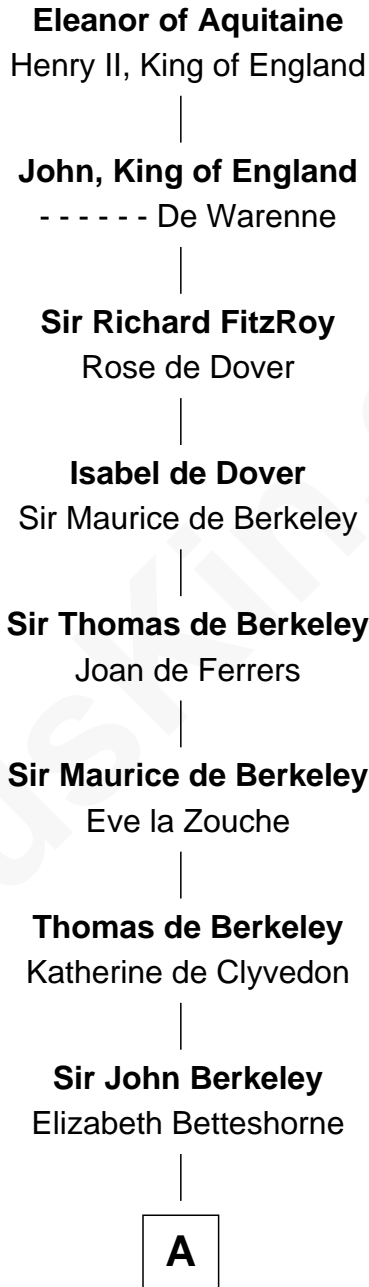 Eleanor of Aquitaine
Henry II, King of England
John, King of England
- - - - - - De Warenne
Sir Richard FitzRoy
Rose de Dover
Isabel de Dover
Sir Maurice de Berkeley
Sir Thomas de Berkeley
Joan de Ferrers
Sir Maurice de Berkeley
Eve la Zouche
Thomas de Berkeley
Katherine de Clyvedon
Sir John Berkeley
Elizabeth Betteshorne
A